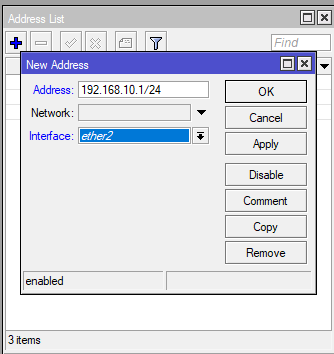 Address List
Find
New Address
Address: 192.168.10.1/24
Network:
Interface: ether2
OK
Cancel
Apply
Disable
Comment
Copy
Remove
enabled
3 items